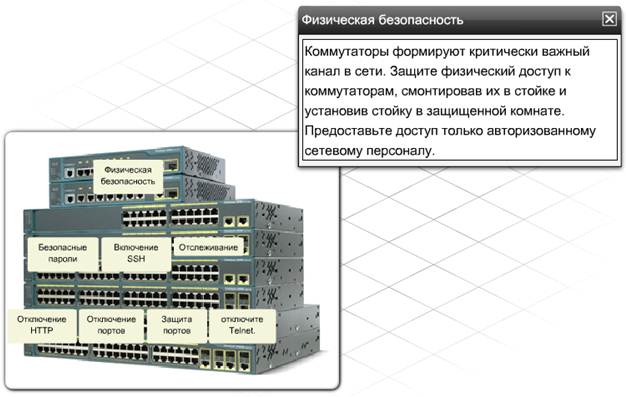 Физическая безопасность
Коммутаторы формируют критически важный
канал в сети. Защите физический доступ к
коммутаторам, смонтировав их в стойке и
установив стойку в защищенной комнате.
Предоставьте доступ только авторизованному
сетевому персоналу.
Физическая
безопасность
Безопасные
пароли
Включение
SSH
Отслеживание
Отключение
HTTP
Отключение
портов
Защита
портов
отключите
Telnet.